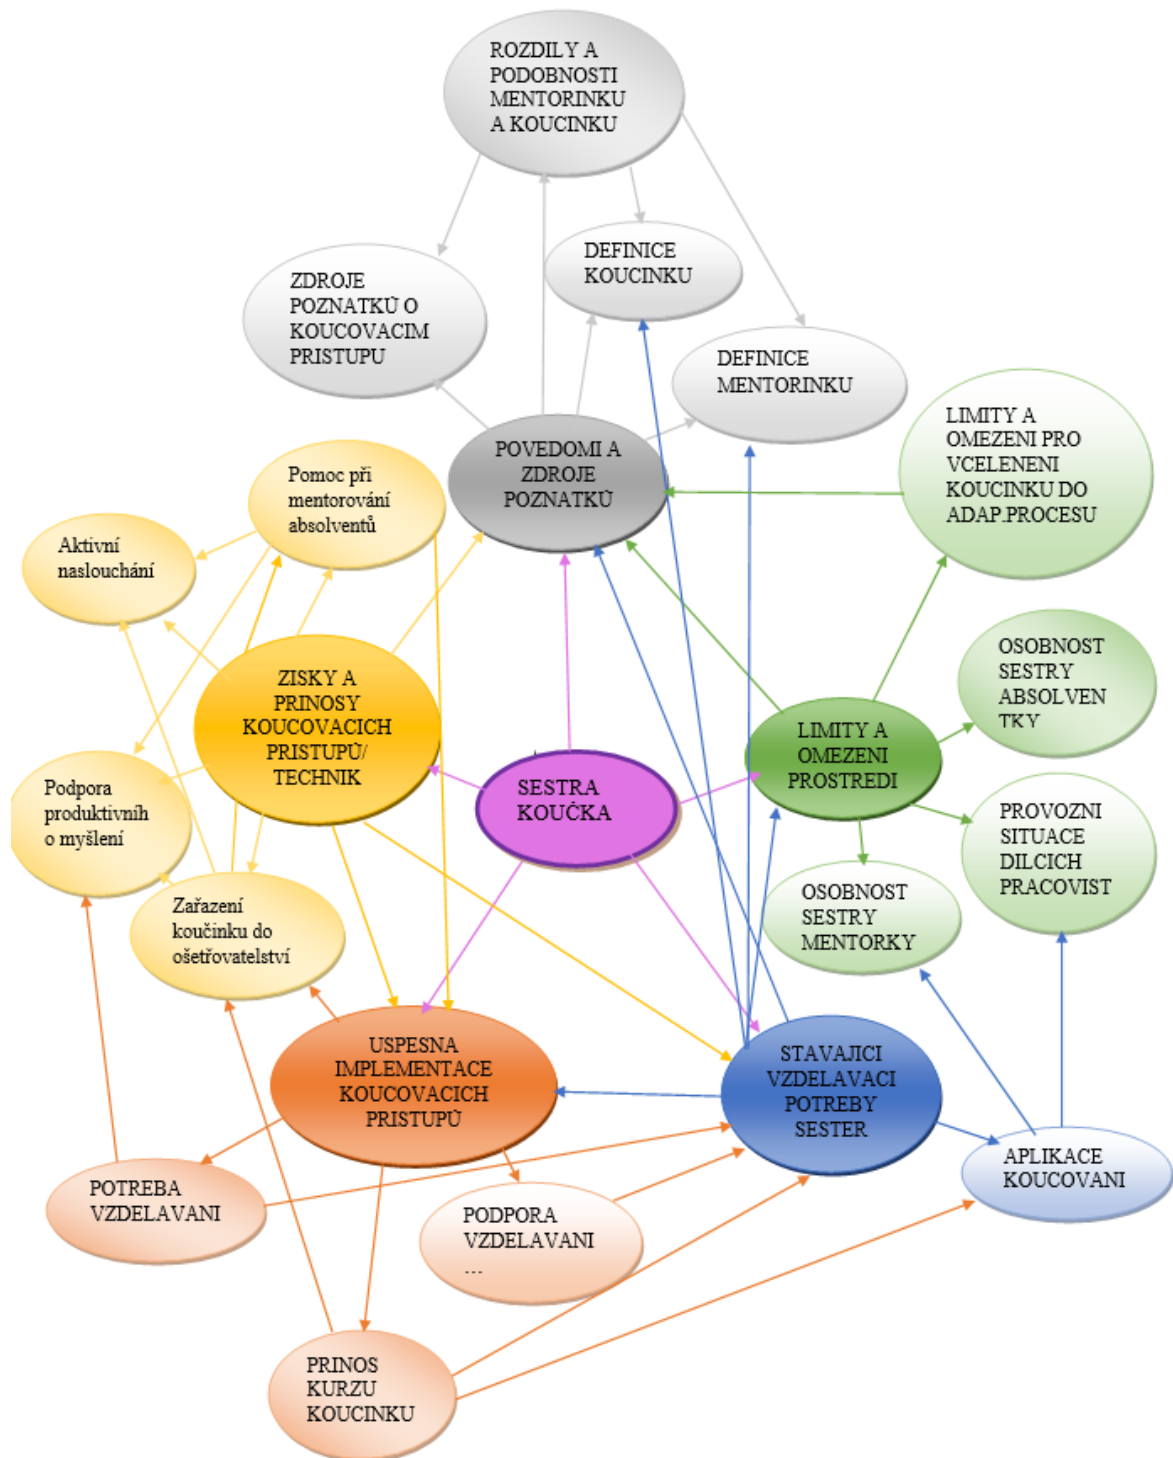 ROZDILY A
PODOBNOSTI
MENTORINKU
A KOUCINKU
DEFINICE
KOUCINKU
ZDROJE
POZNATKŮ O
KOUCOVACIM
PRISTUPU
DEFINICE
MENTORINKU
LIMITY A
OMEZENI PRO
VCELENENI
KOUCINKU DO
ADAP.PROCESU
POVEDOMI A
ZDROJE
POZNATKŮ
Pomoc při
mentorování
absolventů
Aktivní
naslouchání
OSOBNOST
SESTRY
ABSOLVEN
TKY
ZISKY A
PRINOSY
KOUCOVACICH
PRISTUPŮ/
TECHNIK
LIMITY A
OMEZENI
PROSTREDI
SESTRA
KOUČKA
Podpora
produktivníh
o myšlení
PROVOZNI
SITUACE
DILCICH
PRACOVIST
OSOBNOST
SESTRY
MENTORKY
Zařazení
koučinku do
ošetřovatelství
USPESNA
IMPLEMENTACE
KOUCOVACICH
PRISTUPŮ
STAVAJICI
VZDELAVACI
POTREBY
SESTER
APLIKACE
KOUCOVANI
POTREBA
VZDELAVANI
PODPORA
VZDELAVANI
…
PRINOS
KURZU
KOUCINKU